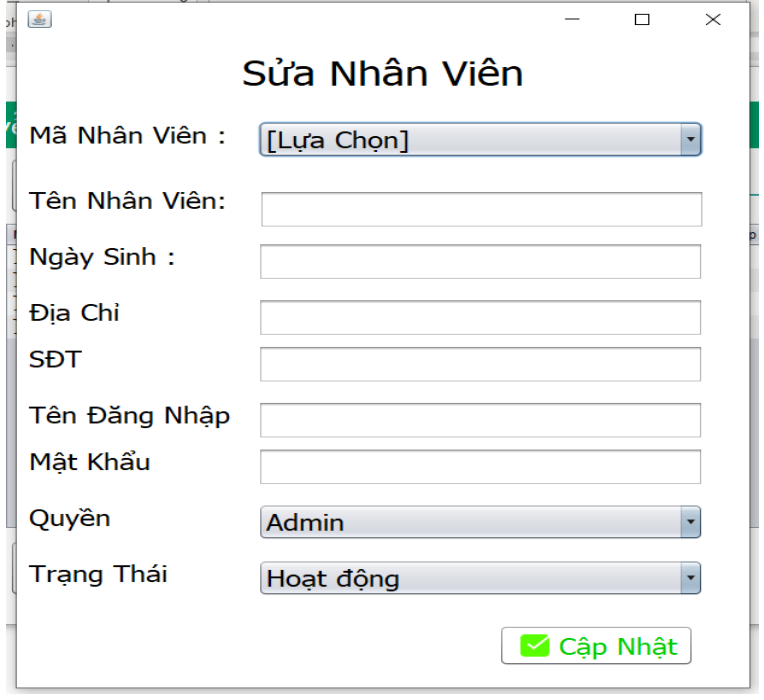 Sửa Nhân Viên
Mã Nhân Viên : [Lựa Chọn]
Tên Nhân Viên:
Ngày Sinh :
Địa Chỉ
SĐT
Tên Đăng Nhập
Mật Khẩu
Quyền Admin
Trạng Thái Hoạt động
Cập Nhật